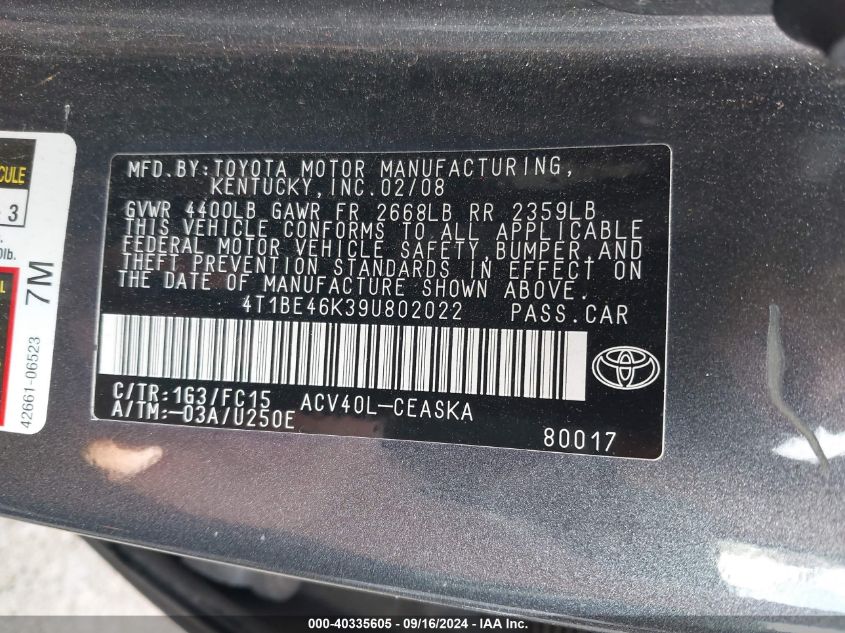 CULE
3
0lb.
L
7M
42661-06523
MFD.BY:TOYOTA MOTOR MANUFACTURING,
KENTUCKY,INC.02/08
GVWR 4400LB GAWR FR 2668LB RR 2359LB
THIS VEHICLE CONFORMS TO ALL APPLICABLE
FEDERAL MOTOR VEHICLE SAFETY,BUMPER,AND
THEFT PREVENTION STANDARDS IN EFFECT ON
THE DATE OF MANUFACTURE SHOWN ABOVE.
4T1BE46K39U802022 PASS.CAR
C/TR:1G3/FC15 ACV40L-CEASKA
A/TM:-03A/U250E
80017
000-40335605 - 09/16/2024 - IAA Inc.